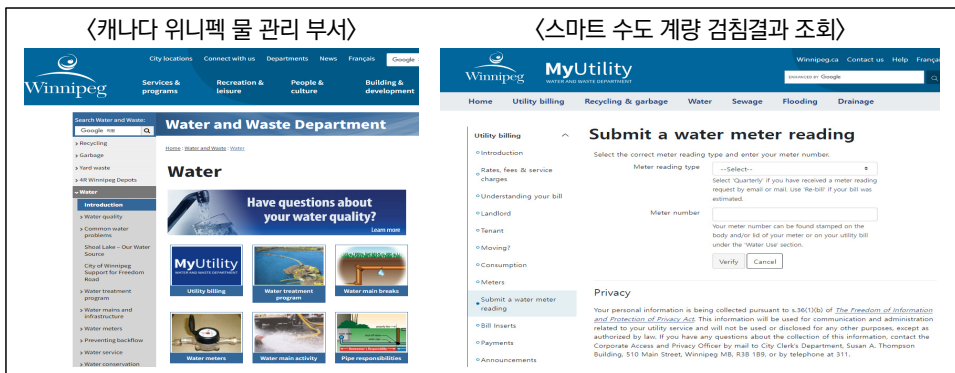 〈캐나다 위니펙 물 관리 부서〉
Winnipeg
City locations Connect with us Departments News Français Google
Services & programs
Recreation & leisure
People & culture
Building & development
Search Water and Waste:
Google
> Recycling
> Garbage
> Yard waste
> 4R Winnipeg Depots
Water
Introduction
> Water quality
> Common water problems
Shoal Lake – Our Water Source
City of Winnipeg Support for Freedom Road
> Water treatment program
> Water mains and infrastructure
> Water meters
> Preventing backflow
> Water service
> Water conservation
Water and Waste Department
Home : Water and Waste : Water
Water
Have questions about
your water quality?
Learn more
MyUtility
WATER AND WASTE DEPARTMENT
Utility billing
Water treatment program
Water main breaks
Water meters
Water main activity
Pipe responsibilities
〈스마트 수도 계량 검침결과 조회〉
Winnipeg
MyUtility
WATER AND WASTE DEPARTMENT
Winnipeg.ca Contact us Help Françai
ENHANCED BY Google
Home Utility billing Recycling & garbage Water Sewage Flooding Drainage
Utility billing
Introduction
Rates, fees & service charges
Understanding your bill
Landlord
Tenant
Moving?
Consumption
Meters
Submit a water meter reading
Bill Inserts
Payments
Announcements
Submit a water meter reading
Select the correct meter reading type and enter your meter number.
Meter reading type
--Select--
Select 'Quarterly' if you have received a meter reading
request by email or mail. Use 'Re-bill' if your bill was
estimated.
Meter number
Your meter number can be found stamped on the
body and/or lid of your meter or on your utility bill
under the 'Water Use' section.
Verify Cancel
Privacy
Your personal information is being collected pursuant to s.36(1)(b) of The Freedom of Information
and Protection of Privacy Act. This information will be used for communication and administration
related to your utility service and will not be used or disclosed for any other purposes, except as
authorized by law. If you have any questions about the collection of this information, contact the
Corporate Access and Privacy Officer by mail to City Clerk's Department, Susan A. Thompson
Building, 510 Main Street, Winnipeg MB, R3B 1B9, or by telephone at 311.